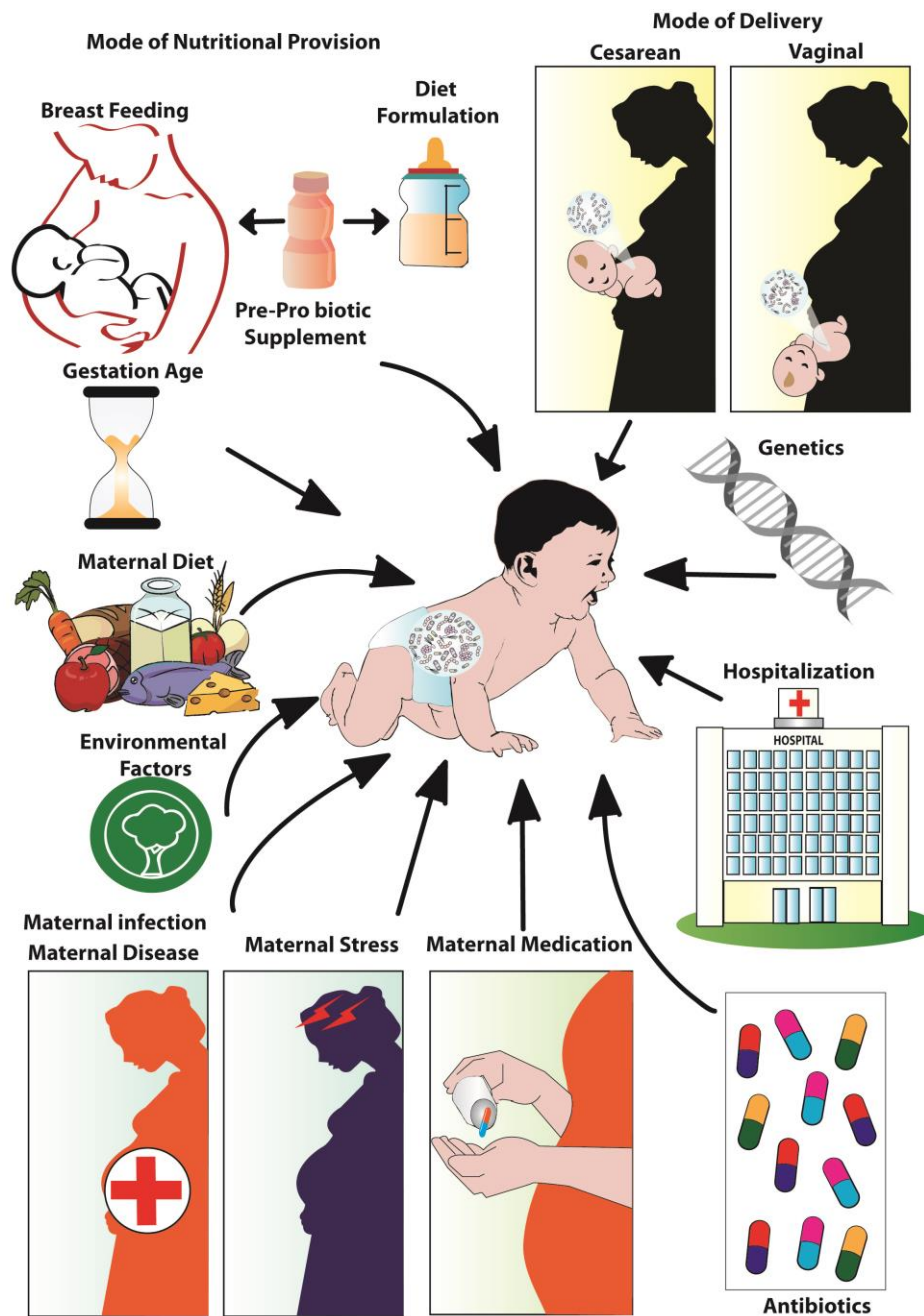 Mode of Nutritional Provision
Mode of Delivery
Cesarean
Vaginal
Breast Feeding
Diet
Formulation
Pre-Pro biotic
Supplement
Gestation Age
Genetics
Maternal Diet
Hospitalization
HOSPITAL
Environmental
Factors
Maternal infection
Maternal Disease
Maternal Stress
Maternal Medication
Antibiotics